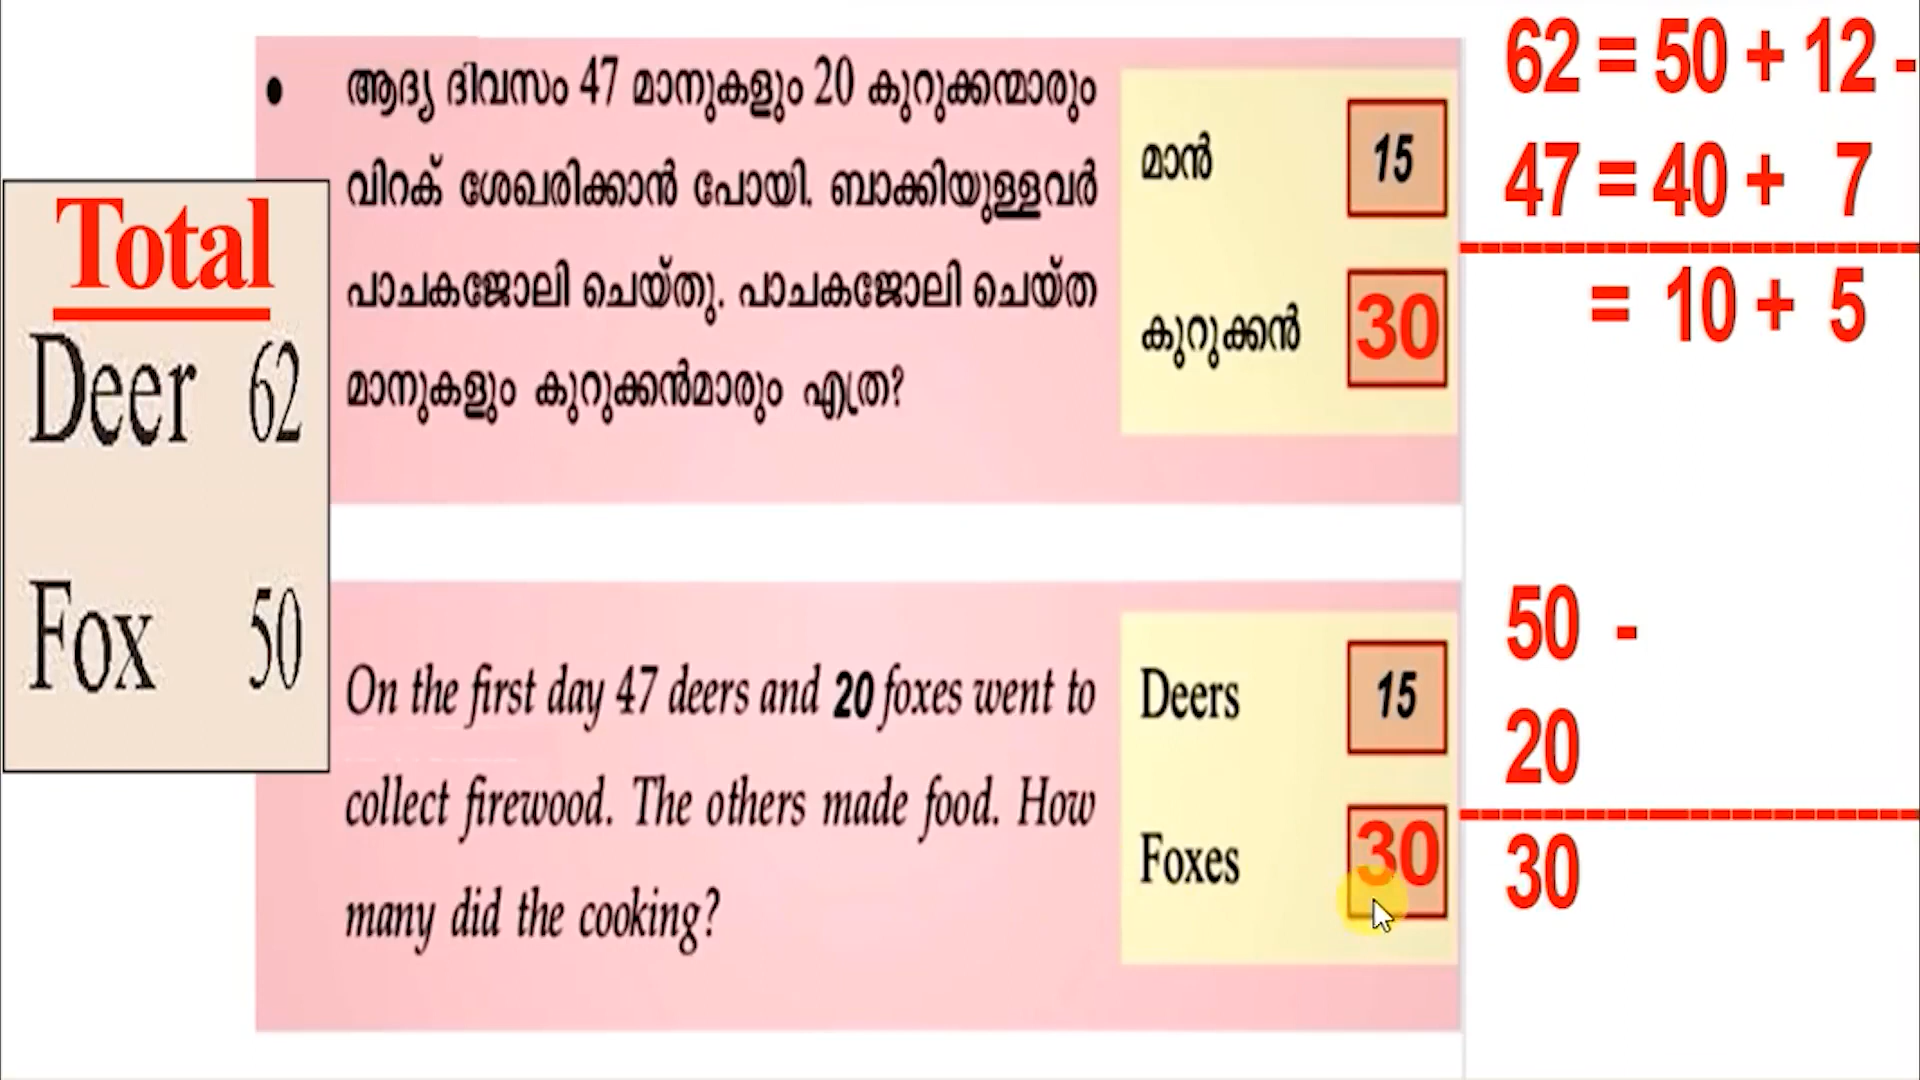 Total
Deer 62
Fox 50
• ആദ്യ ദിവസം 47 മാനുകളും 20 കുറുക്കന്മാരും
വിറക് ശേഖരിക്കാൻ പോയി. ബാക്കിയുള്ളവർ
പാചകജോലി ചെയ്തു. പാചകജോലി ചെയ്ത
മാനുകളും കുറുക്കൻമാരും എത്ര?
മാൻ 15
കുറുക്കൻ 30
62 = 50 + 12 -
47 = 40 + 7
= 10 + 5
On the first day 47 deers and 20 foxes went to
collect firewood. The others made food. How
many did the cooking?
Deers 15
Foxes 30
50 -
20
30